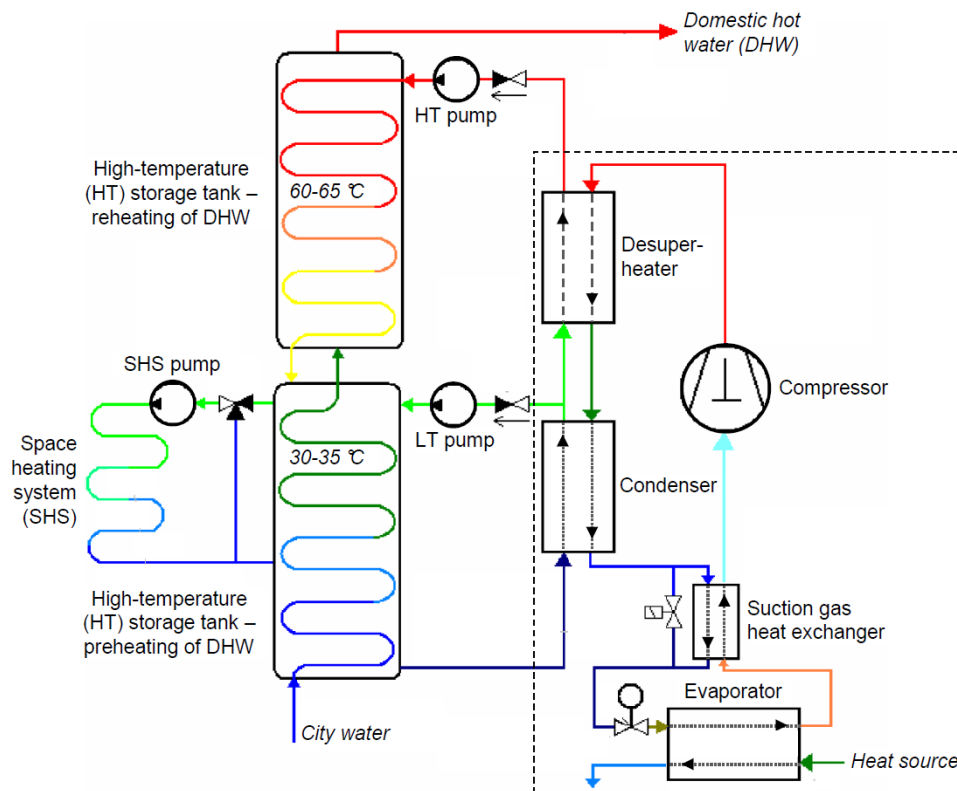 Domestic hot
water (DHW)
HT pump
High-temperature
(HT) storage tank –
reheating of DHW
60-65 °C
Desuper-
heater
SHS pump
Compressor
LT pump
Space
heating
system
(SHS)
30-35 °C
Condenser
High-temperature
(HT) storage tank –
preheating of DHW
Suction gas
heat exchanger
Evaporator
City water
Heat source